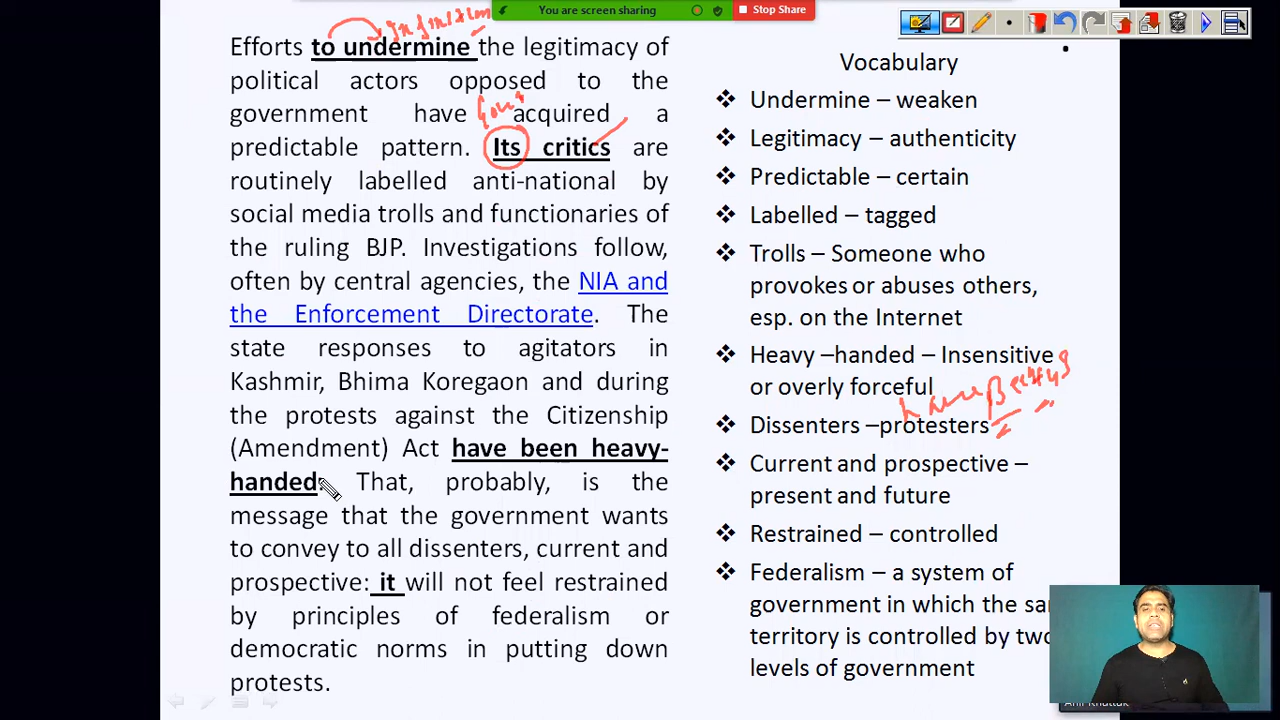 You are screen sharing
Stop Share
Efforts to undermine the legitimacy of
political actors opposed to the
government have acquired a
predictable pattern. Its critics are
routinely labelled anti-national by
social media trolls and functionaries of
the ruling BJP. Investigations follow,
often by central agencies, the NIA and
the Enforcement Directorate. The
state responses to agitators in
Kashmir, Bhima Koregaon and during
the protests against the Citizenship
(Amendment) Act have been heavy-
handed. That, probably, is the
message that the government wants
to convey to all dissenters, current and
prospective: it will not feel restrained
by principles of federalism or
democratic norms in putting down
protests.
Vocabulary
❖ Undermine – weaken
❖ Legitimacy – authenticity
❖ Predictable – certain
❖ Labelled – tagged
❖ Trolls – Someone who
provokes or abuses others,
esp. on the Internet
❖ Heavy –handed – Insensitive
or overly forceful
❖ Dissenters –protesters
❖ Current and prospective –
present and future
❖ Restrained – controlled
❖ Federalism – a system of
government in which the
territory is controlled by two
levels of government